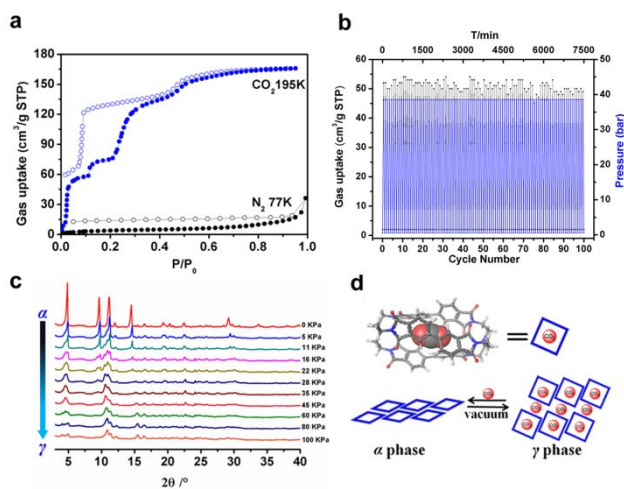 a
Gas uptake (cm³/g STP)
180
150
120
90
60
30
0
CO₂195K
N₂ 77K
0.0 0.2 0.4 0.6 0.8 1.0
P/P₀
b
T/min
0 1500 3000 4500 6000 7500
Gas uptake (cm³/g STP)
60
50
40
30
20
10
0
50
40
30
20
10
0
Pressure (bar)
0 10 20 30 40 50 60 70 80 90 100
Cycle Number
c
α
γ
0 KPa
5 KPa
11 KPa
16 KPa
22 KPa
28 KPa
35 KPa
45 KPa
60 KPa
80 KPa
100 KPa
5 10 15 20 25 30 35 40
2θ /°
d
vacuum
α phase
γ phase